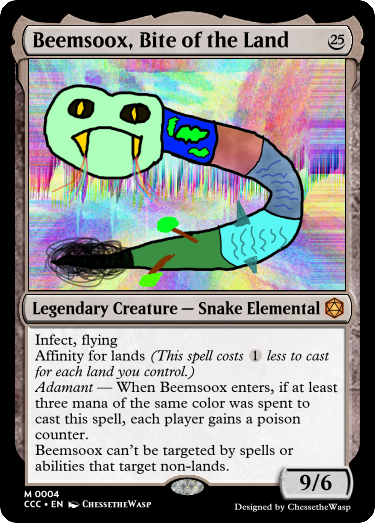 Beemsoox, Bite of the Land 25
Legendary Creature — Snake Elemental
Infect, flying
Affinity for lands (This spell costs 1 less to cast
for each land you control.)
Adamant — When Beemsoox enters, if at least
three mana of the same color was spent to
cast this spell, each player gains a poison
counter.
Beemsoox can't be targeted by spells or
abilities that target non-lands.
9/6
M 0004
CCC • EN ChessetheWasp
Designed by ChessetheWasp